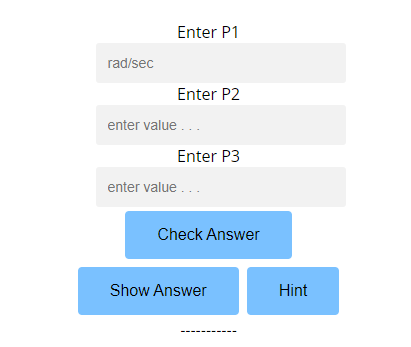 Enter P1
rad/sec
Enter P2
enter value . . .
Enter P3
enter value . . .
Check Answer
Show Answer
Hint
-----------